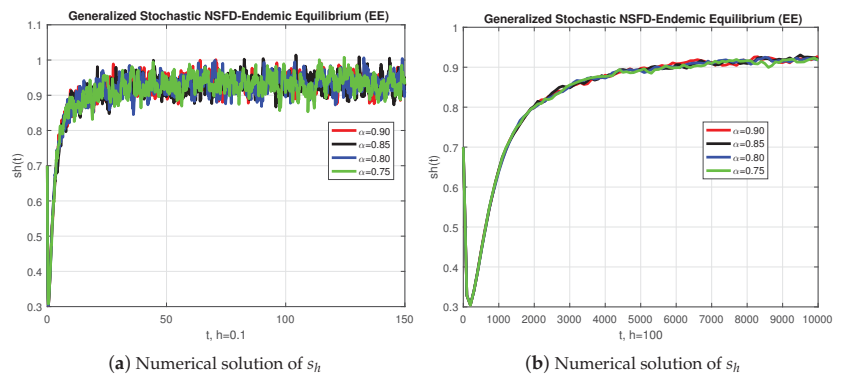 Generalized Stochastic NSFD-Endemic Equilibrium (EE)
1.1
1
0.9
0.8
0.7
0.6
0.5
0.4
0.3
sh(t)
α=0.90
α=0.85
α=0.80
α=0.75
0 50 100 150
t, h=0.1
(a) Numerical solution of s_h
Generalized Stochastic NSFD-Endemic Equilibrium (EE)
1
0.9
0.8
0.7
0.6
0.5
0.4
0.3
sh(t)
α=0.90
α=0.85
α=0.80
α=0.75
0 1000 2000 3000 4000 5000 6000 7000 8000 9000 10000
t, h=100
(b) Numerical solution of s_h